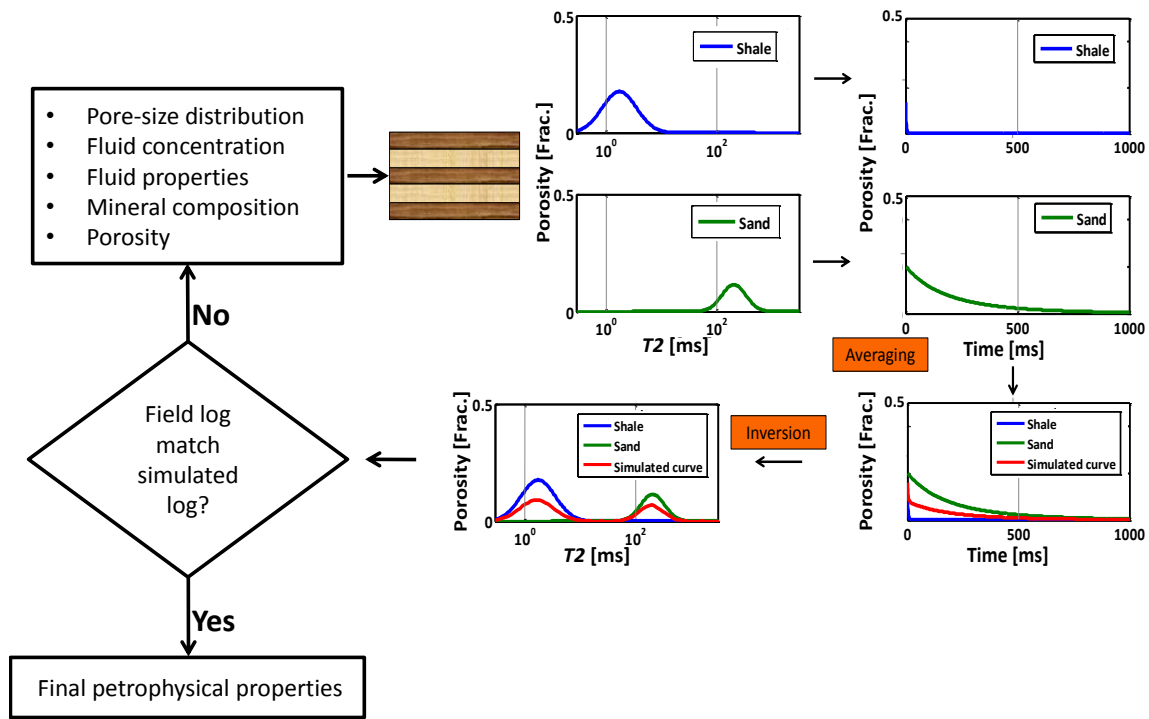 • Pore-size distribution
• Fluid concentration
• Fluid properties
• Mineral composition
• Porosity
Porosity [Frac.]
0.5
0
10^0
10^2
Shale
0.5
0
500
1000
Shale
0.5
0
10^0
10^2
T2 [ms]
Sand
Porosity [Frac.]
0.5
0
500
1000
Time [ms]
Sand
Averaging
Porosity [Frac.]
0.5
0
0
500
1000
Time [ms]
Shale
Sand
Simulated curve
Inversion
Porosity [Frac.]
0.5
0
10^0
10^2
T2 [ms]
Shale
Sand
Simulated curve
Field log
match
simulated
log?
No
Yes
Final petrophysical properties